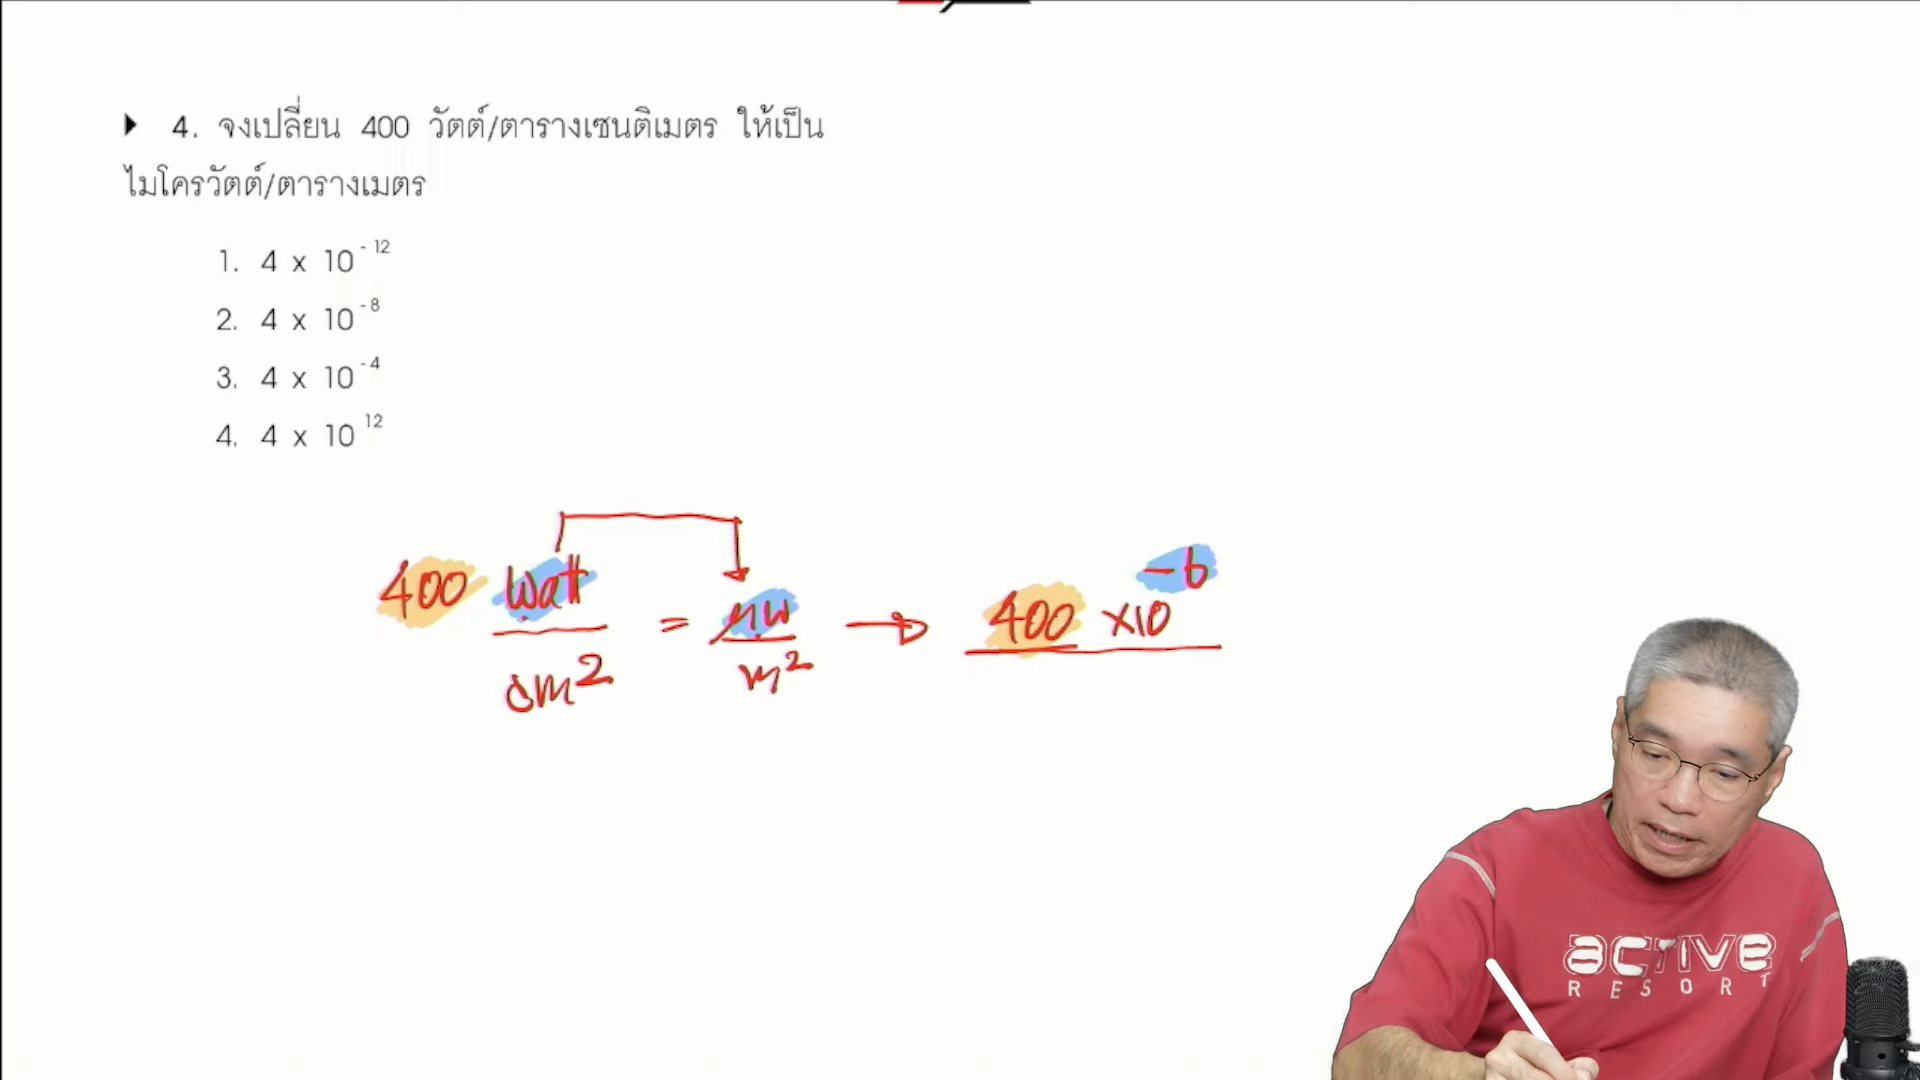 4. จงเปลี่ยน 400 วัตต์/ตารางเซนติเมตร ให้เป็น
ไมโครวัตต์/ตารางเมตร
1. 4 x 10⁻¹²
2. 4 x 10⁻⁸
3. 4 x 10⁻⁴
4. 4 x 10¹²
400 watt = μw → 400 ×10⁻⁶
cm² m²
ACTIVE
RESORT